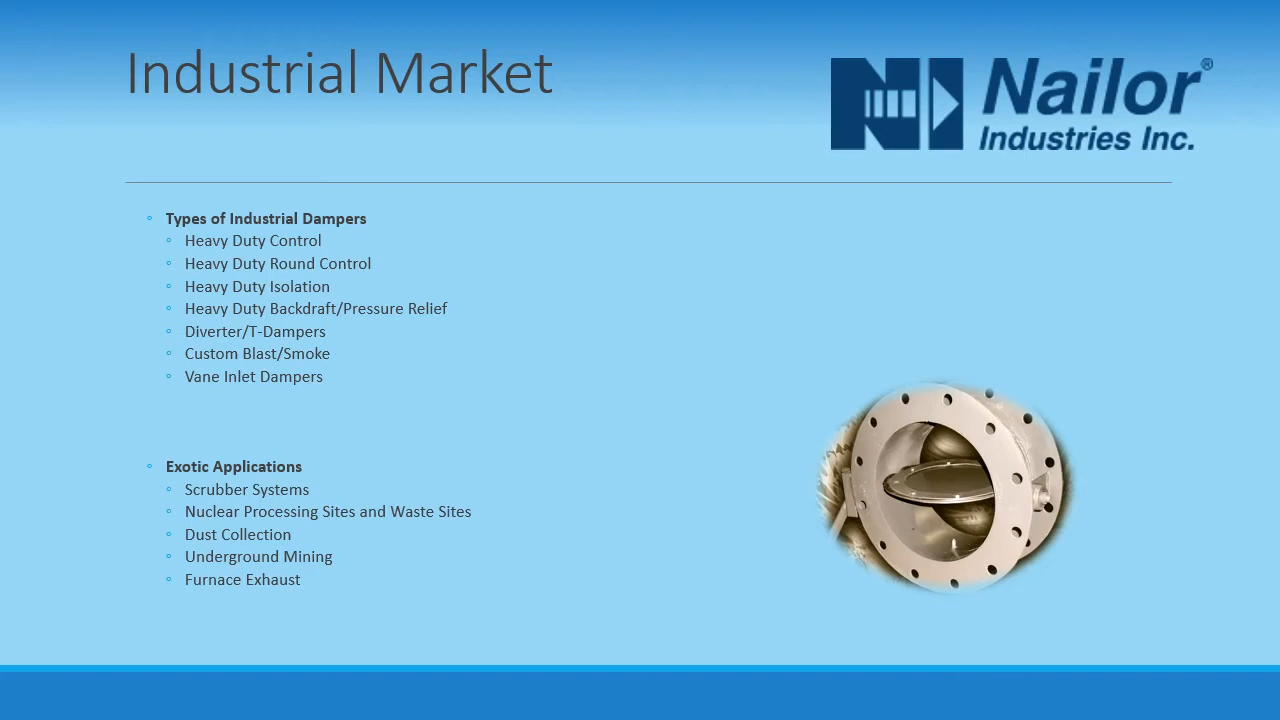 Industrial Market
Nailor®
Industries Inc.
Types of Industrial Dampers
Heavy Duty Control
Heavy Duty Round Control
Heavy Duty Isolation
Heavy Duty Backdraft/Pressure Relief
Diverter/T-Dampers
Custom Blast/Smoke
Vane Inlet Dampers
Exotic Applications
Scrubber Systems
Nuclear Processing Sites and Waste Sites
Dust Collection
Underground Mining
Furnace Exhaust